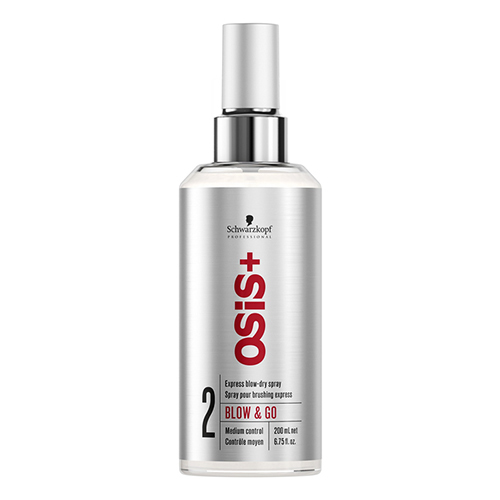 Schwarzkopf
PROFESSIONAL
OSiS+
2
Express blow-dry spray
Spray pour brushing express
BLOW & GO
Medium control 200 mL net
Contrôle moyen 6.75 fl. oz.